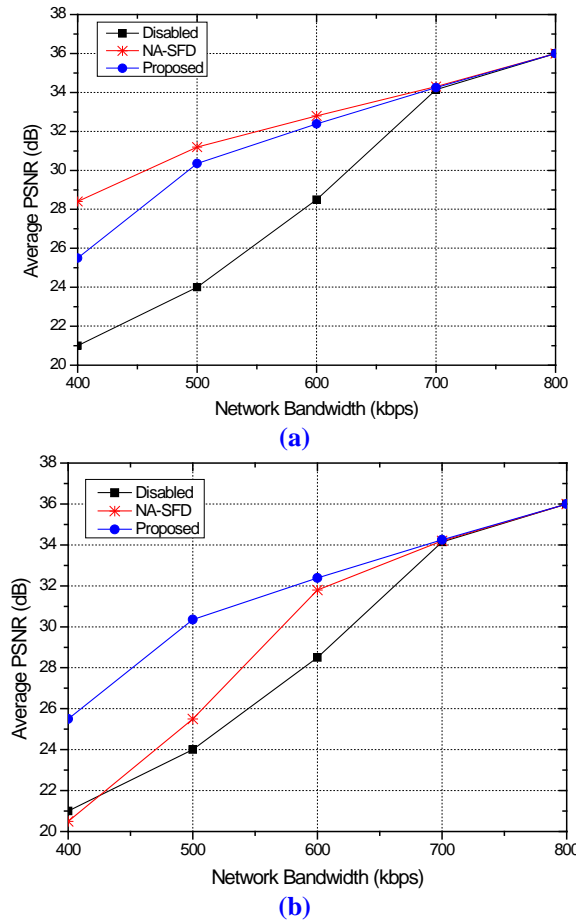 38
36
34
32
30
28
26
24
22
20
Average PSNR (dB)
Disabled
NA-SFD
Proposed
400 500 600 700 800
Network Bandwidth (kbps)
(a)
38
36
34
32
30
28
26
24
22
20
Average PSNR (dB)
Disabled
NA-SFD
Proposed
400 500 600 700 800
Network Bandwidth (kbps)
(b)